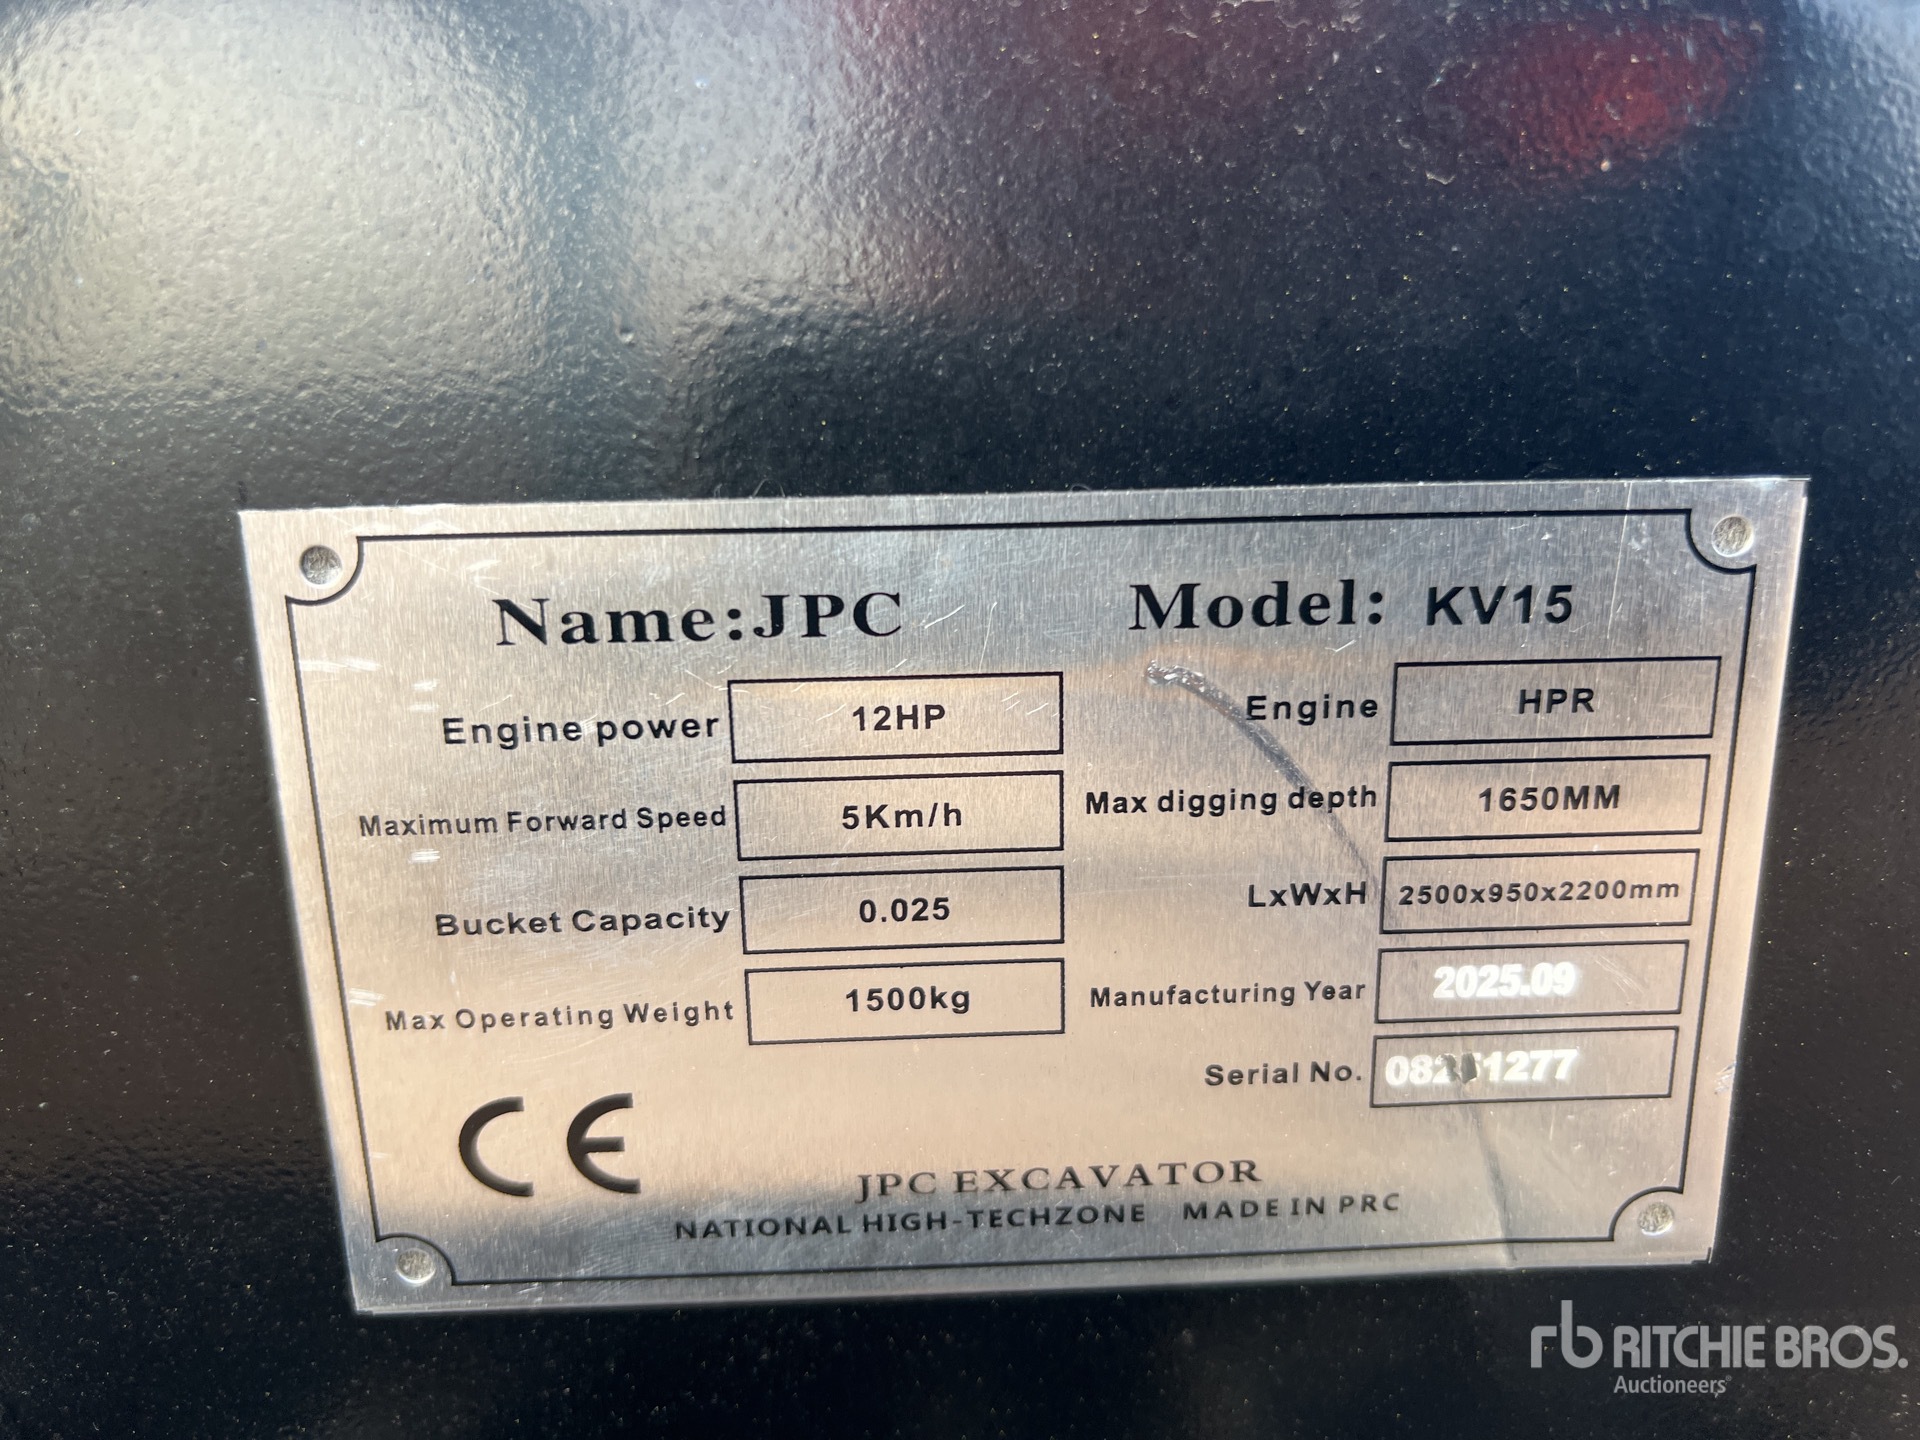 Name:JPC Model: KV15
Engine power 12HP Engine HPR
Maximum Forward Speed 5Km/h Max digging depth 1650MM
Bucket Capacity 0.025 LxWxH 2500x950x2200mm
Max Operating Weight 1500kg Manufacturing Year 2025.09
Serial No.
CE
JPC EXCAVATOR
NATIONAL HIGH-TECHZONE MADE IN PRC
rb RITCHIE BROS.
Auctioneers